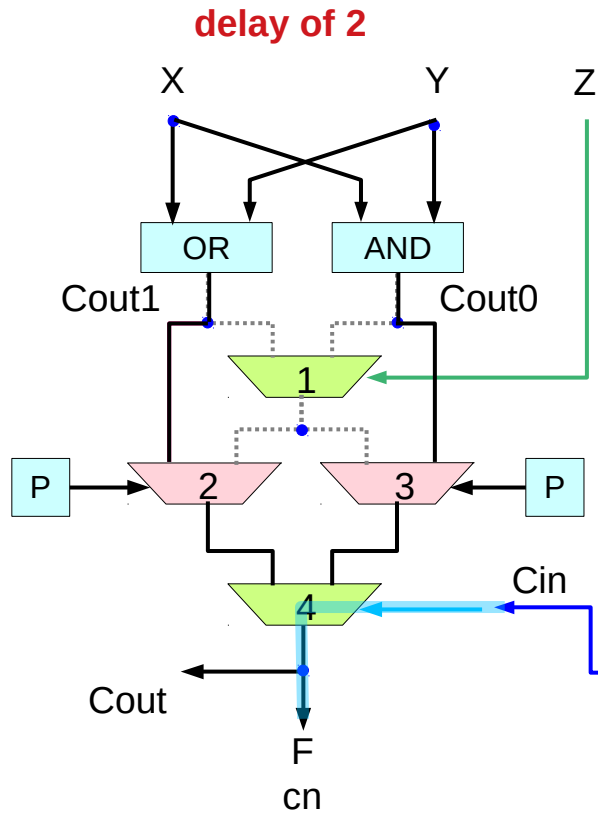 delay of 2
X Y Z
OR AND
Cout1 Cout0
1
P 2 3 P
Cin
4
Cout
F
cn